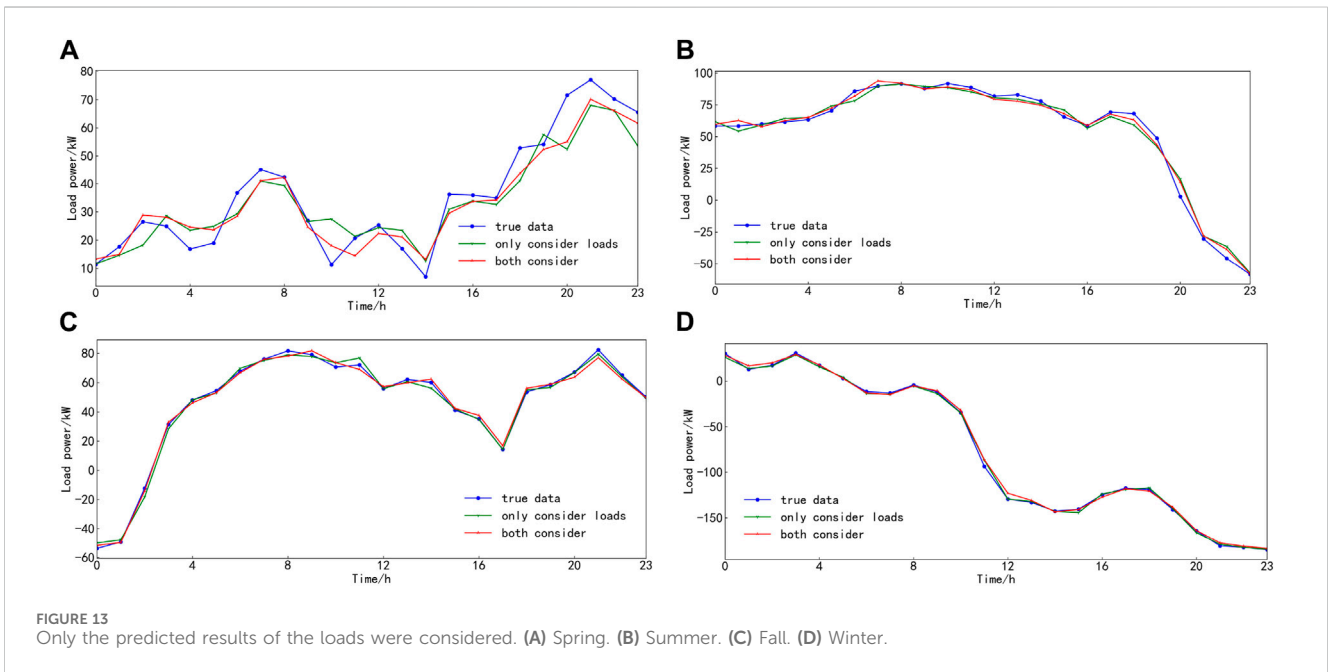 A
80
70
60
50
40
30
20
10
Load power/kW
true data
only consider loads
both consider
0
4
8
12
16
20
23
Time/h
B
100
75
50
25
0
-25
-50
Load power/kW
true data
only consider loads
both consider
0
4
8
12
16
20
23
Time/h
C
80
60
40
20
0
-20
-40
-60
Load power/kW
true data
only consider loads
both consider
0
4
8
12
16
20
23
Time/h
D
0
-50
-100
-150
Load power/kW
true data
only consider loads
both consider
0
4
8
12
16
20
23
Time/h
FIGURE 13
Only the predicted results of the loads were considered. (A) Spring. (B) Summer. (C) Fall. (D) Winter.